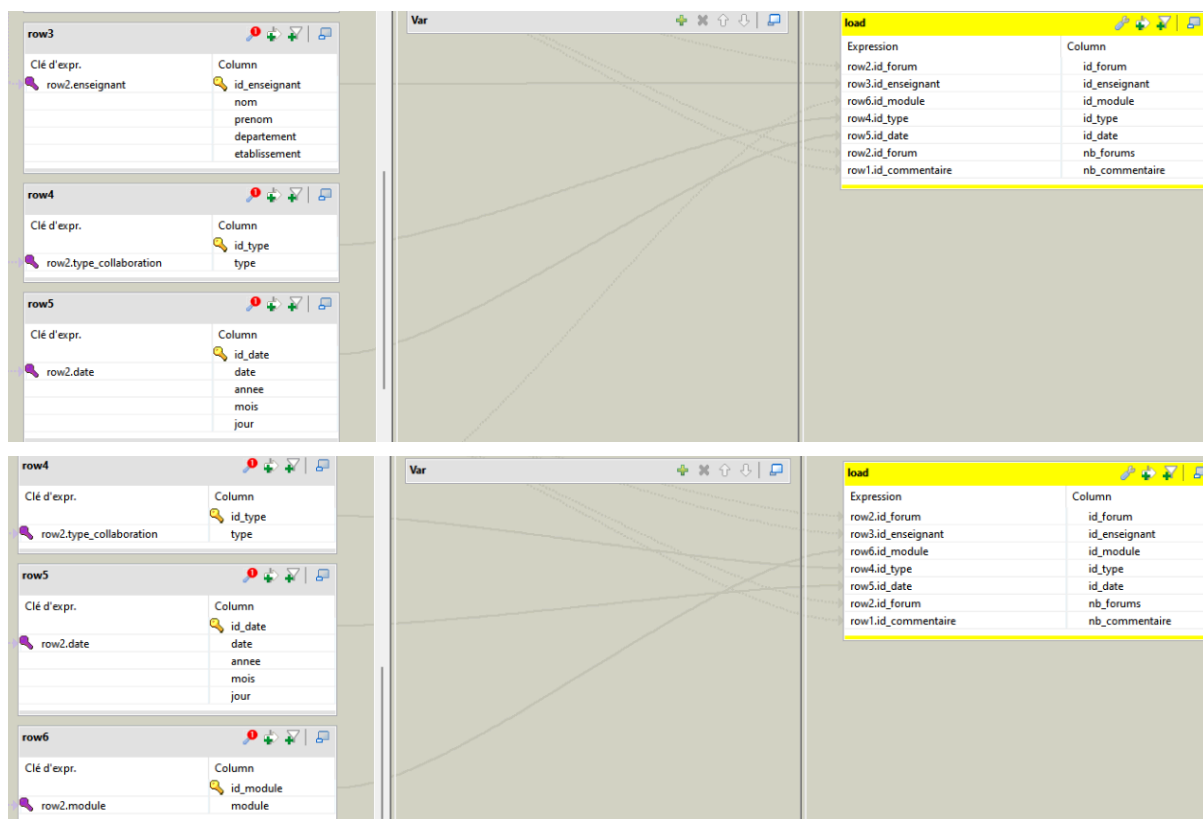 row3
Clé d'expr. Column
row2.enseignant id_enseignant
nom
prenom
departement
etablissement
row4
Clé d'expr. Column
id_type
row2.type_collaboration type
row5
Clé d'expr. Column
id_date
row2.date date
annee
mois
jour
Var
load
Expression Column
row2.id_forum id_forum
row3.id_enseignant id_enseignant
row6.id_module id_module
row4.id_type id_type
row5.id_date id_date
row2.id_forum nb_forums
row1.id_commentaire nb_commentaire
row4
Clé d'expr. Column
id_type
row2.type_collaboration type
row5
Clé d'expr. Column
id_date
row2.date date
annee
mois
jour
row6
Clé d'expr. Column
id_module
row2.module module
Var
load
Expression Column
row2.id_forum id_forum
row3.id_enseignant id_enseignant
row6.id_module id_module
row4.id_type id_type
row5.id_date id_date
row2.id_forum nb_forums
row1.id_commentaire nb_commentaire